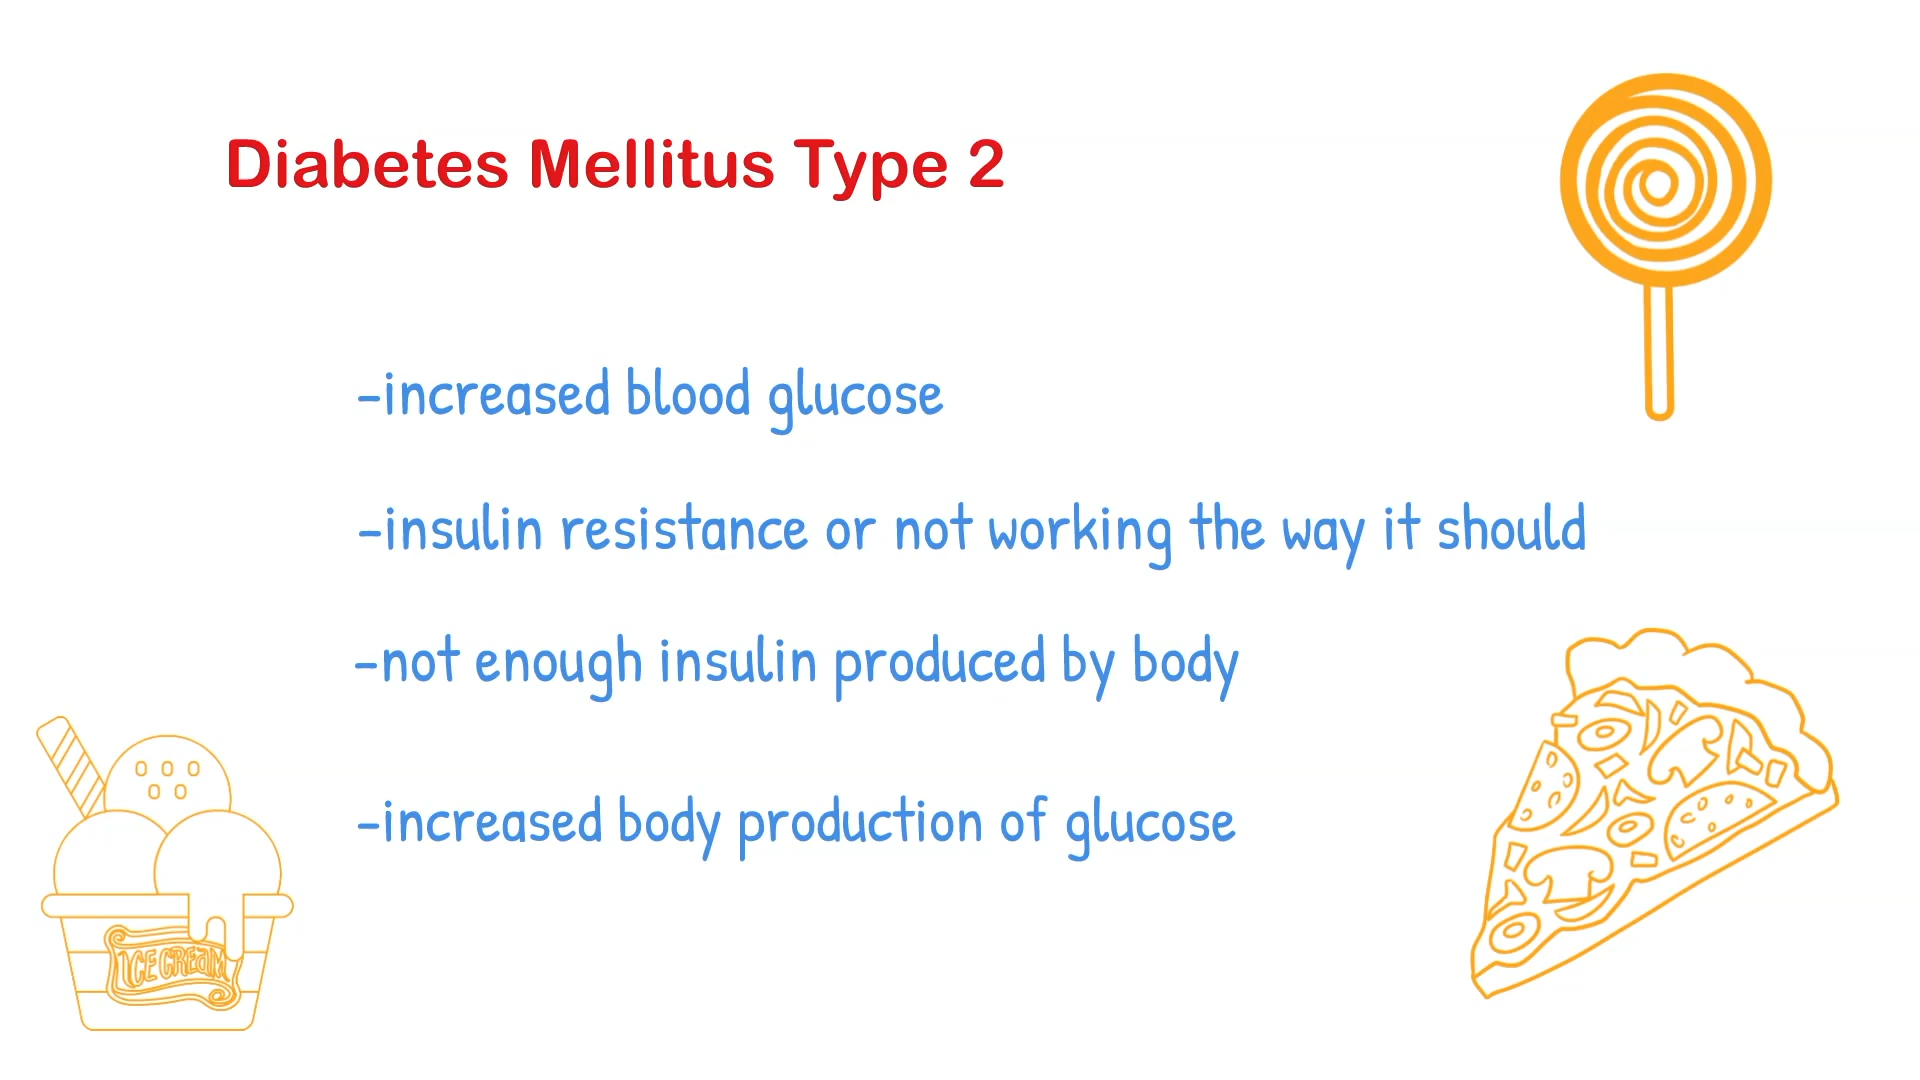 Diabetes Mellitus Type 2
-increased blood glucose
-insulin resistance or not working the way it should
-not enough insulin produced by body
-increased body production of glucose
ICE CREAM